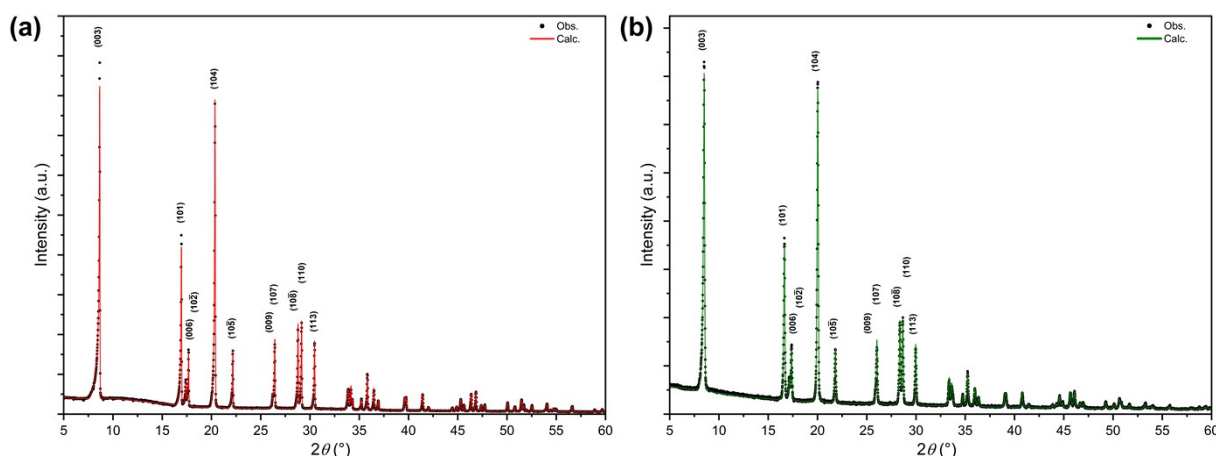 (a)
Obs.
Calc.
(003)
(101)
(006)
(102̄)
(104)
(105̄)
(009)
(107)
(108̄)
(110)
(113)
Intensity (a.u.)
5 10 15 20 25 30 35 40 45 50 55 60
2θ (°)
(b)
Obs.
Calc.
(003)
(101)
(006)
(102̄)
(104)
(105̄)
(009)
(107)
(108̄)
(110)
(113)
Intensity (a.u.)
5 10 15 20 25 30 35 40 45 50 55 60
2θ (°)